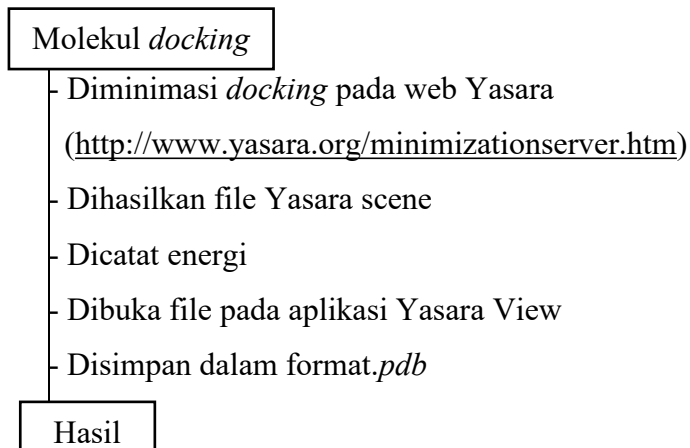 Molekul docking
- Diminimasi docking pada web Yasara
(http://www.yasara.org/minimizationserver.htm)
- Dihasilkan file Yasara scene
- Dicatat energi
- Dibuka file pada aplikasi Yasara View
- Disimpan dalam format.pdb
Hasil